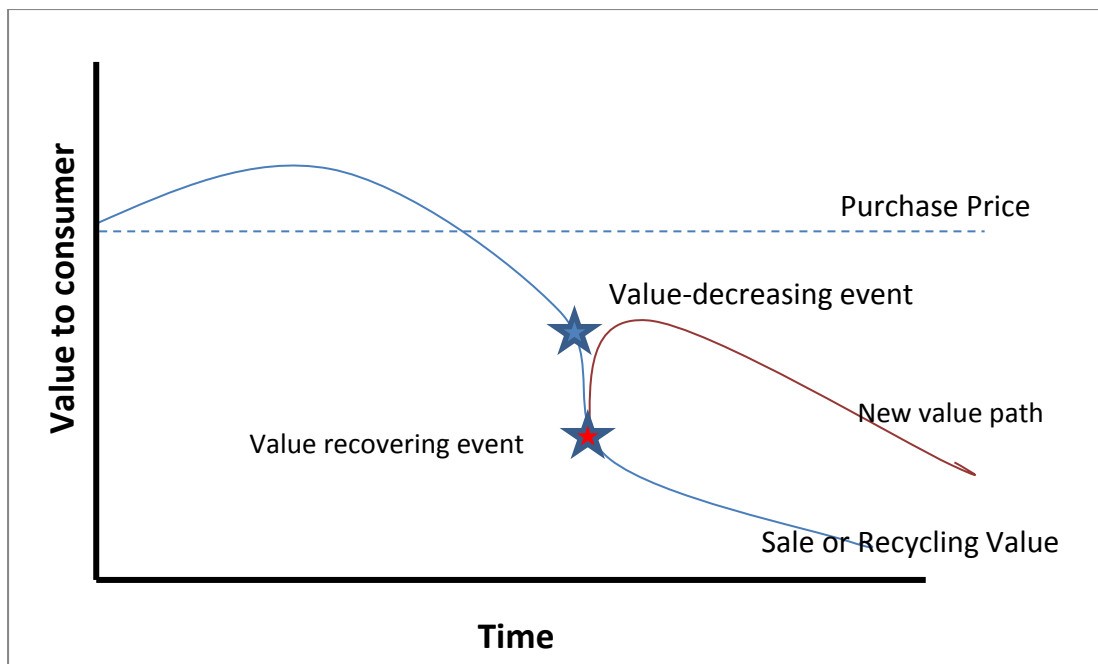 Value to consumer
Purchase Price
Value-decreasing event
New value path
Value recovering event
Sale or Recycling Value
Time